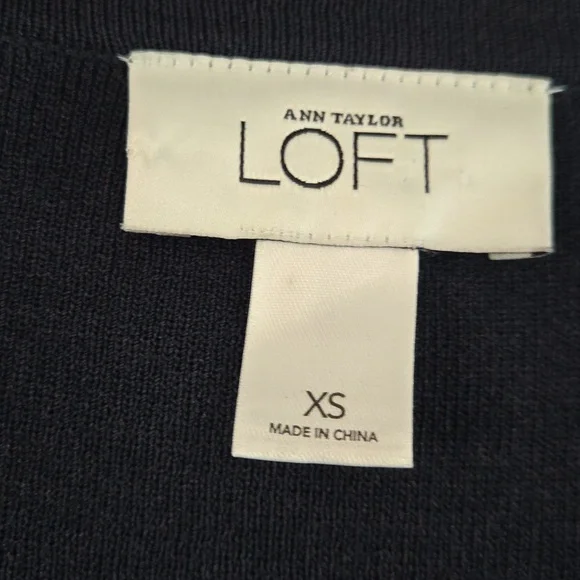 ANN TAYLOR
LOFT
XS
MADE IN CHINA